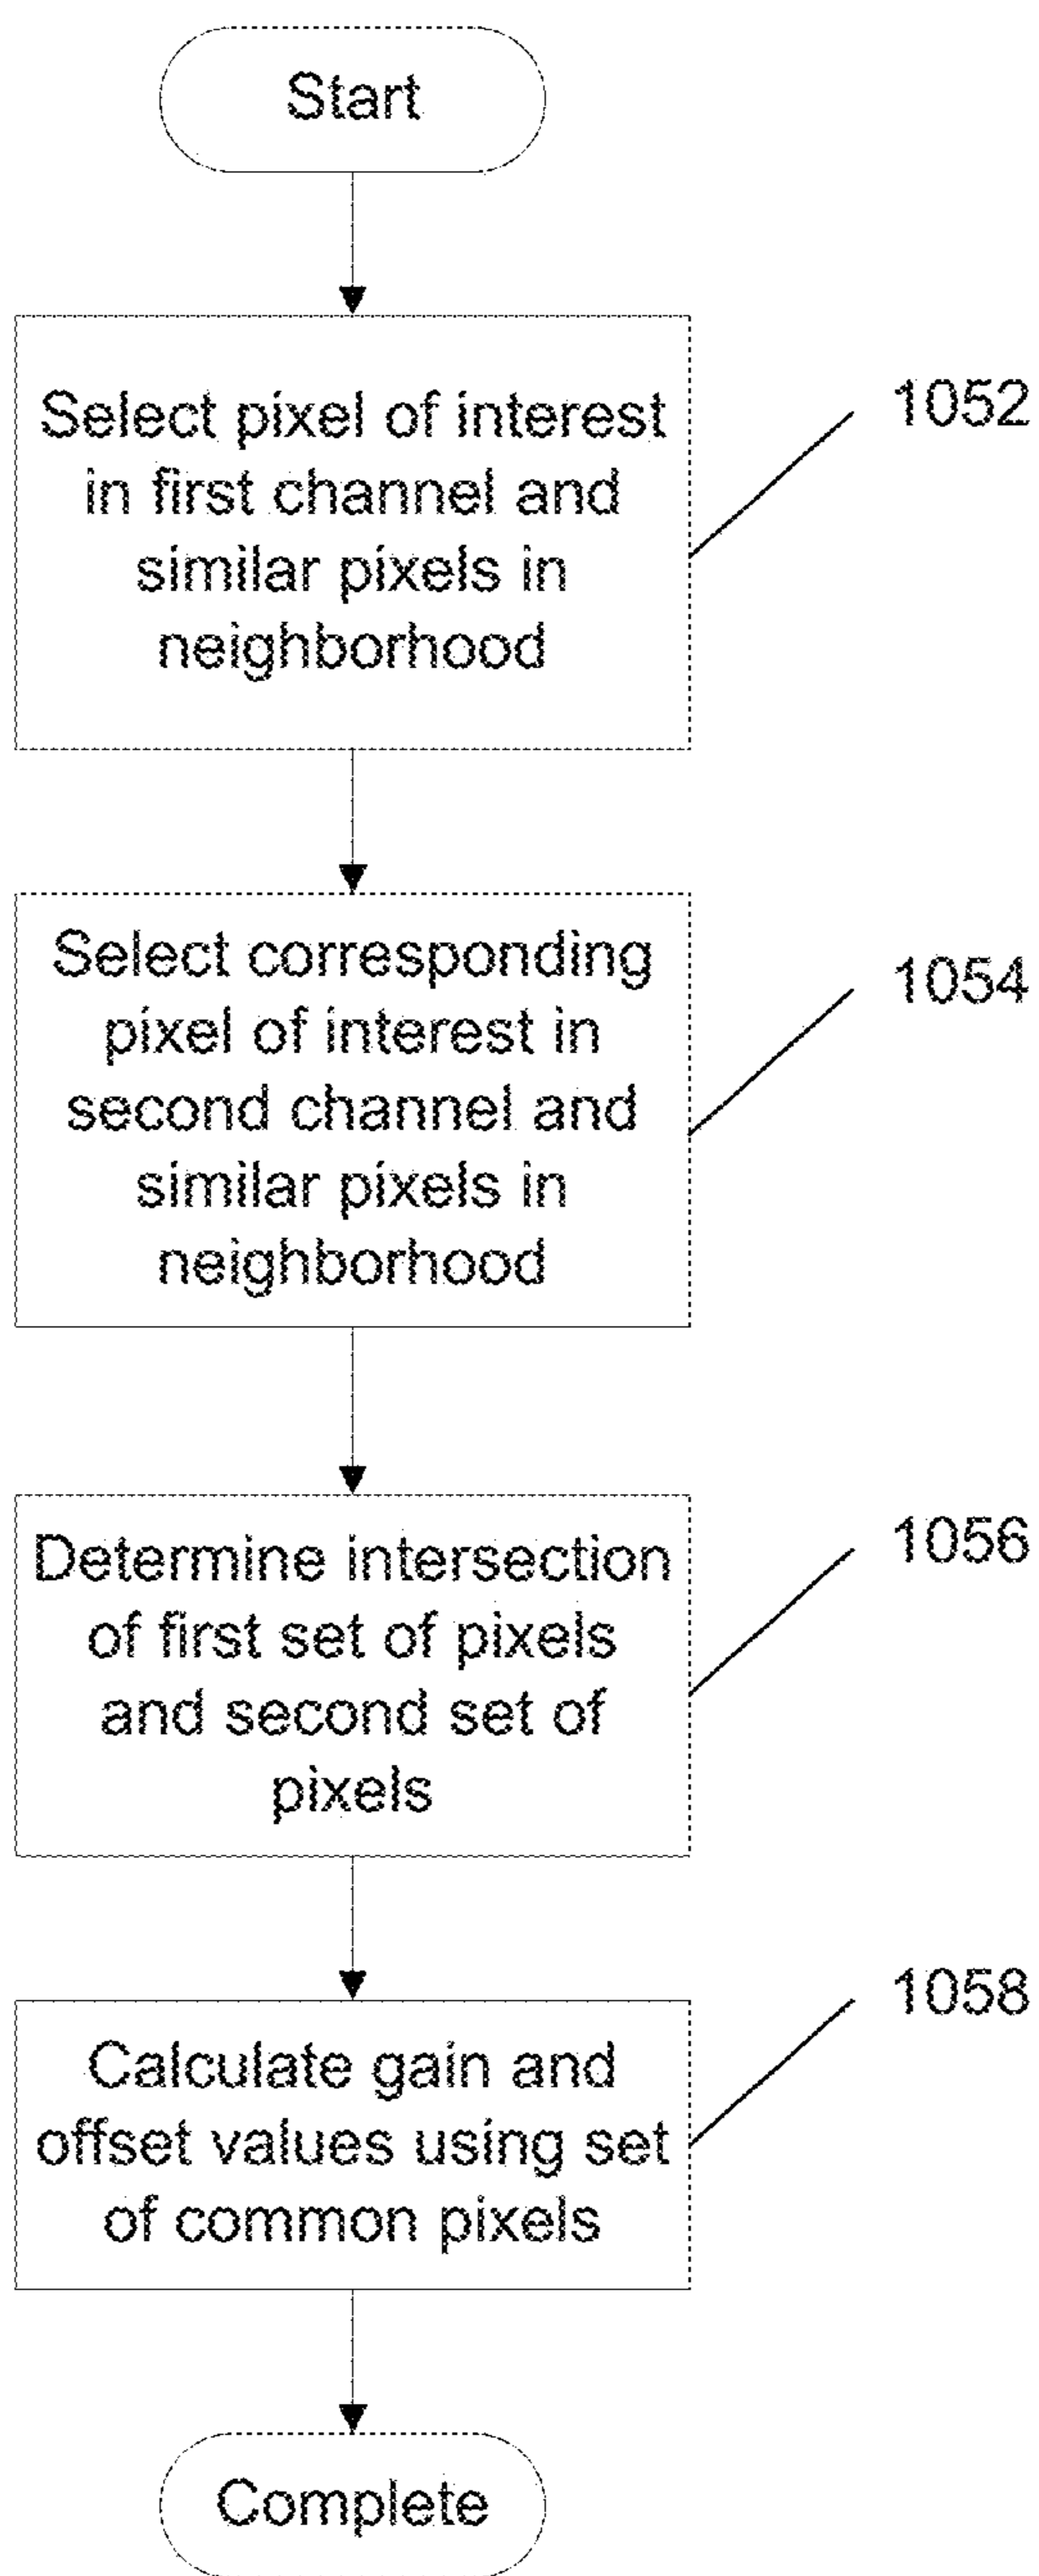 Start
Select pixel of interest
in first channel and
similar pixels in
neighborhood
1052
Select corresponding
pixel of interest in
second channel and
similar pixels in
neighborhood
1054
Determine intersection
of first set of pixels
and second set of
pixels
1056
Calculate gain and
offset values using set
of common pixels
1058
Complete